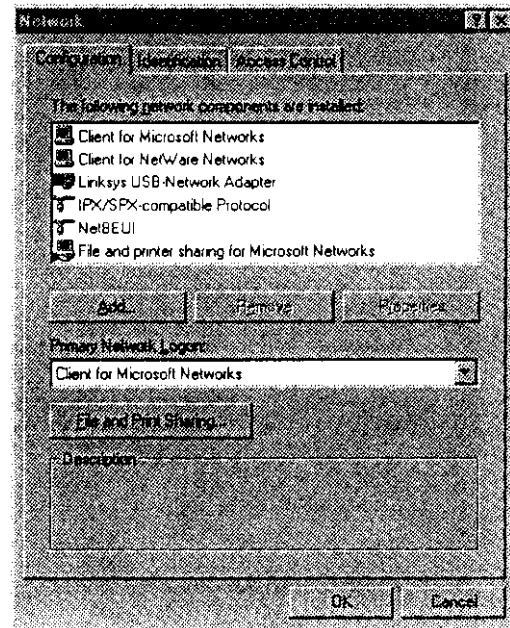 Network
Configuration Identification Access Control
The following network components are installed:
Client for Microsoft Networks
Client for NetWare Networks
Linksys USB-Network Adapter
IPX/SPX-compatible Protocol
NetBEUI
File and printer sharing for Microsoft Networks
Add... Remove Properties
Primary Network Logon:
Client for Microsoft Networks
File and Print Sharing...
Description
OK Cancel